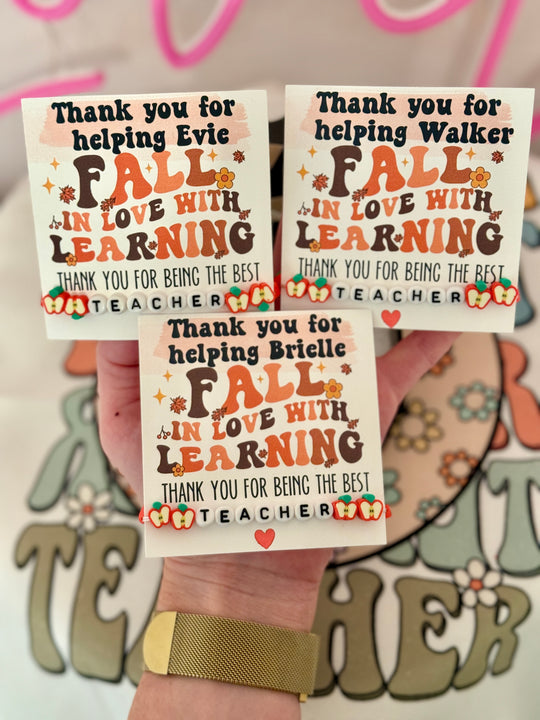 Thank you for
helping Evie
FALL
IN LOVE WITH
LEARNING
THANK YOU FOR BEING THE BEST
TEACHER
Thank you for
helping Walker
FALL
IN LOVE WITH
LEARNING
THANK YOU FOR BEING THE BEST
TEACHER
Thank you for
helping Brielle
FALL
IN LOVE WITH
LEARNING
THANK YOU FOR BEING THE BEST
TEACHER
TEACHER